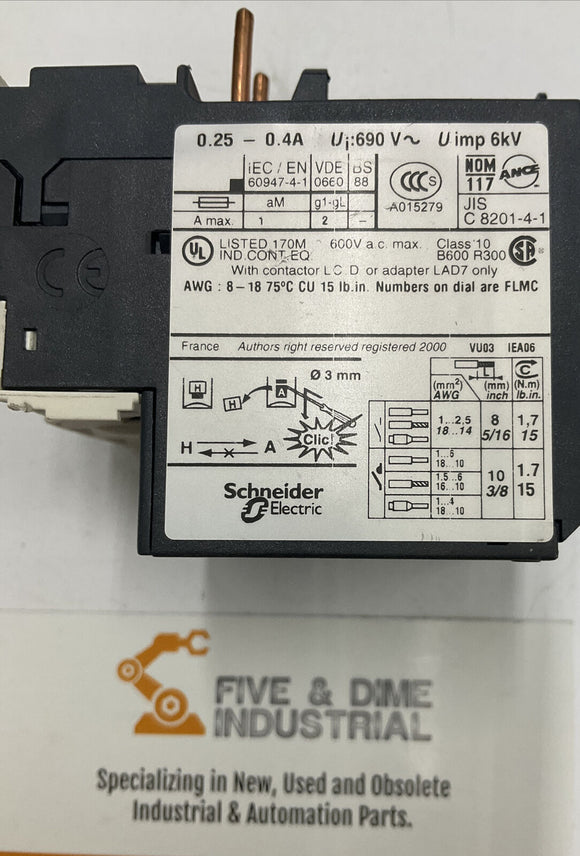 0.25 – 0.4A Ui:690 V~ U imp 6kV
IEC / EN VDE BS
60947-4-1 0660 88
aM g1-gL
A max. 1 2 –
CCC S
A015279
NOM
117
ANCE
JIS
C 8201-4-1
UL LISTED 170M 600V a.c. max. Class 10
IND.CONT.EQ B600 R300 SA
With contactor LC D or adapter LAD7 only
AWG : 8–18 75°C CU 15 lb.in. Numbers on dial are FLMC
CE
France Authors right reserved registered 2000 VU03 IEA06
Ø 3 mm
H H A
Clic!
H A
Schneider
Electric
(mm²) (mm) C (N.m)
AWG inch lb.in.
L
1...2,5 8 1,7
18...14 5/16 15
1...6
18...10
1.5...6 10 1.7
16...10 3/8 15
1...4
18...10
FIVE & DIME
INDUSTRIAL
Specializing in New, Used and Obsolete
Industrial & Automation Parts.